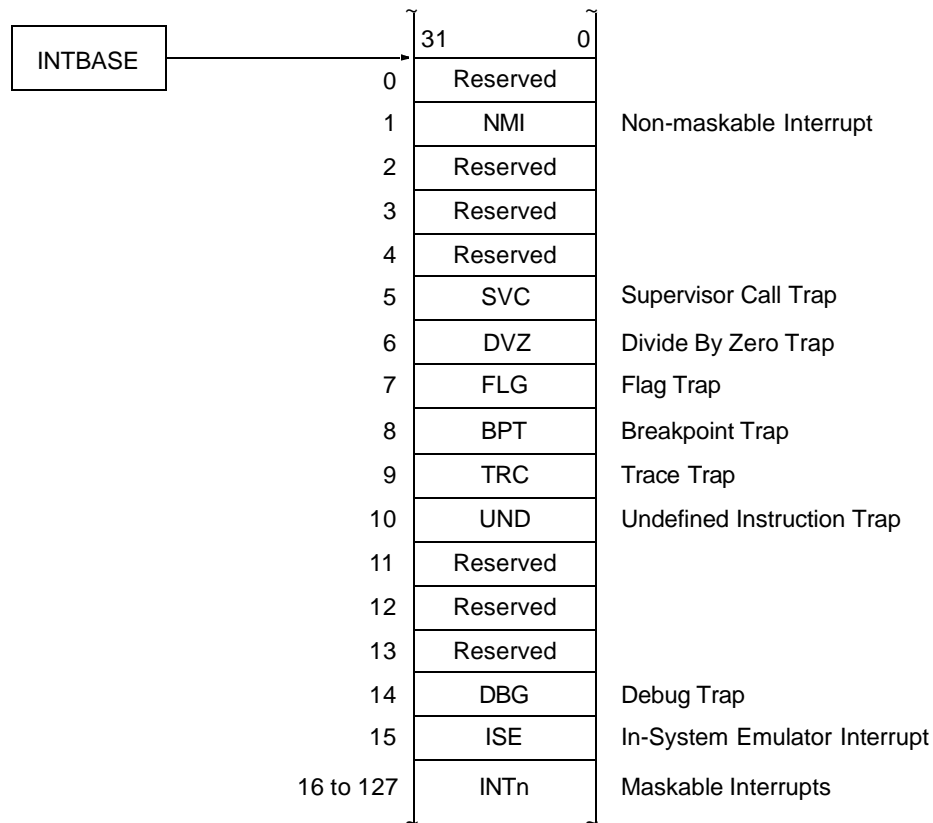 31 0
INTBASE
0 Reserved
1 NMI Non-maskable Interrupt
2 Reserved
3 Reserved
4 Reserved
5 SVC Supervisor Call Trap
6 DVZ Divide By Zero Trap
7 FLG Flag Trap
8 BPT Breakpoint Trap
9 TRC Trace Trap
10 UND Undefined Instruction Trap
11 Reserved
12 Reserved
13 Reserved
14 DBG Debug Trap
15 ISE In-System Emulator Interrupt
16 to 127 INTn Maskable Interrupts